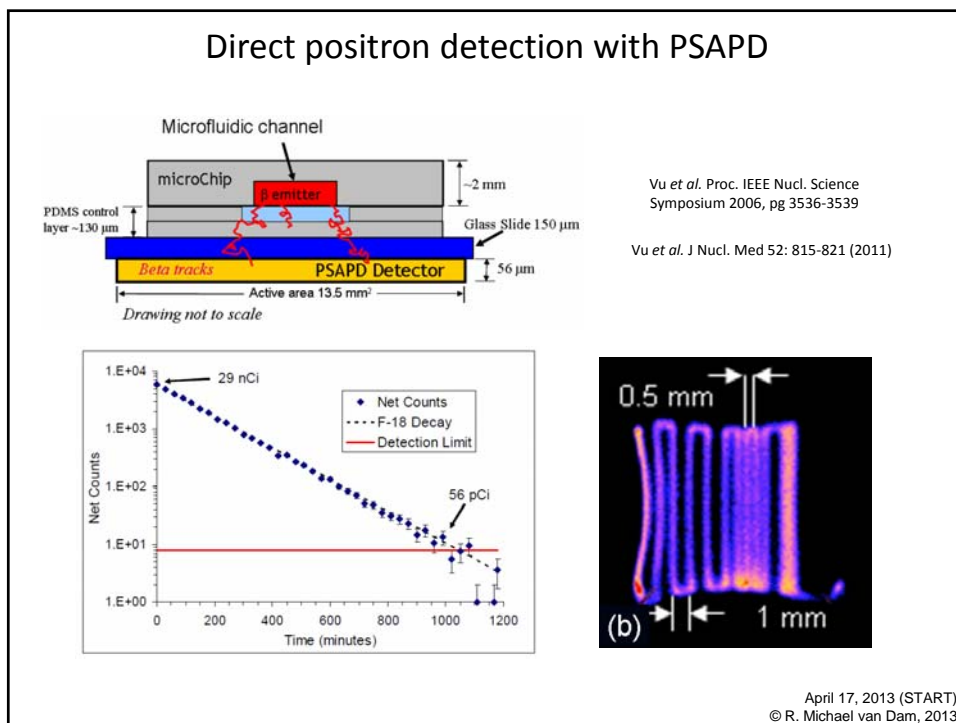 Direct positron detection with PSAPD
Microfluidic channel
microChip
β emitter
~2 mm
PDMS control
layer ~130 µm
Glass Slide 150 µm
Beta tracks
PSAPD Detector
56 µm
Active area 13.5 mm²
Drawing not to scale
Vu et al. Proc. IEEE Nucl. Science
Symposium 2006, pg 3536-3539
Vu et al. J Nucl. Med 52: 815-821 (2011)
1.E+04
1.E+03
1.E+02
1.E+01
1.E+00
Net Counts
29 nCi
Net Counts
F-18 Decay
Detection Limit
56 pCi
0 200 400 600 800 1000 1200
Time (minutes)
0.5 mm
(b)
1 mm
April 17, 2013 (START)
© R. Michael van Dam, 2013